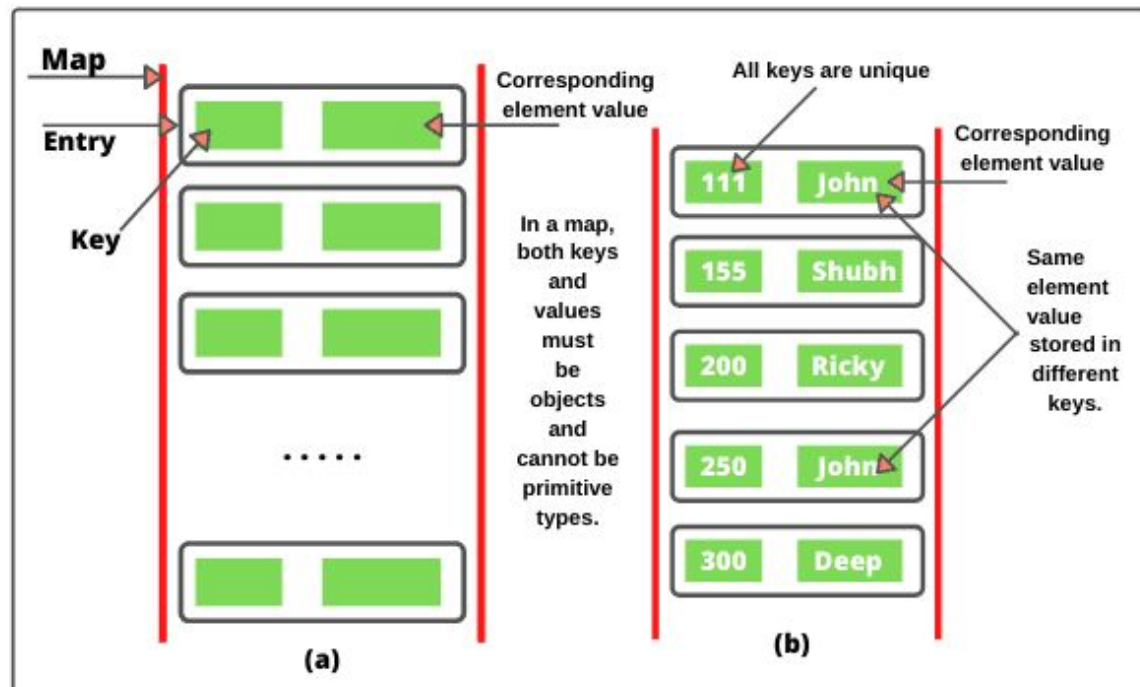 Map
Entry
Key
Corresponding
element value
In a map,
both keys
and
values
must
be
objects
and
cannot be
primitive
types.
.....
(a)
All keys are unique
Corresponding
element value
111 John
155 Shubh
200 Ricky
250 John
300 Deep
Same
element
value
stored in
different
keys.
(b)